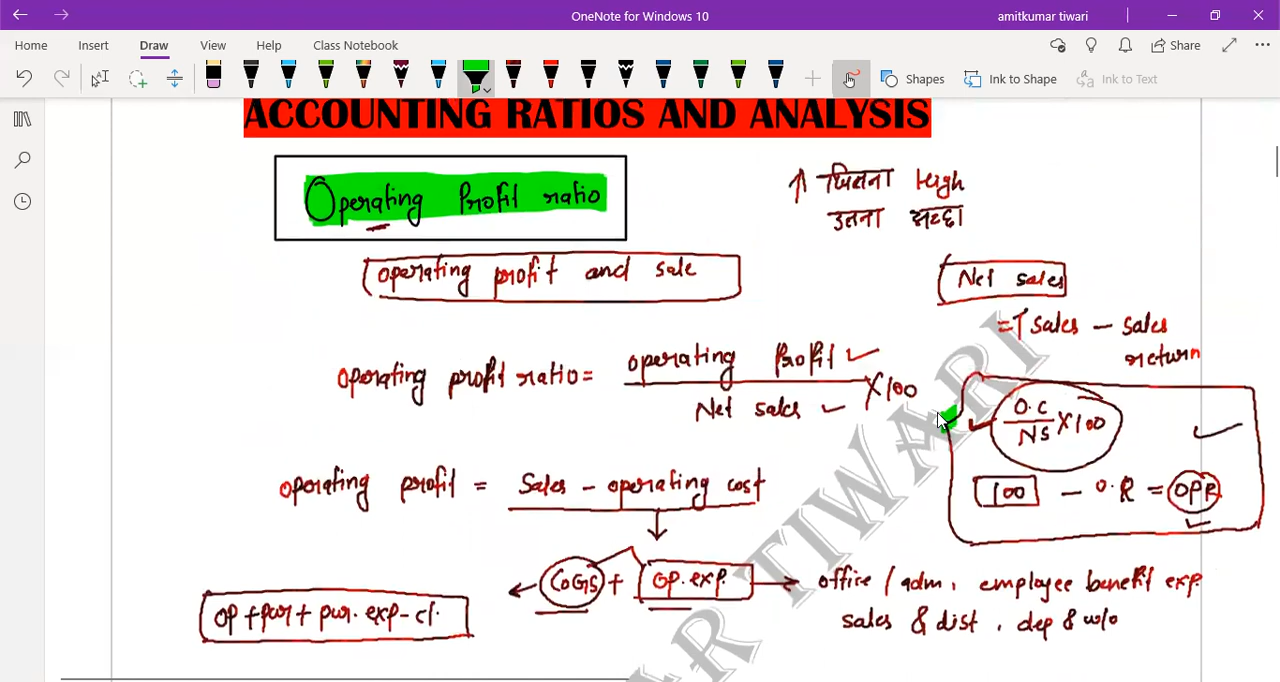 OneNote for Windows 10
amitkumar tiwari
Home Insert Draw View Help Class Notebook
Share
Shapes Ink to Shape Ink to Text
ACCOUNTING RATIOS AND ANALYSIS
Operating Profit ratio
↑ जितना High
उतना अच्छा
operating profit and sale
Net sales
= ↑ sales – sales
return
operating profit ratio = operating Profit
Net sales
X100
O.C
NS X100
100 – O.R = OPR
operating profit = Sales – operating cost
COGS + op. exp.
office / adm, employee benefit exp.
sales & dist, dep & w/o
op + pur + pur. exp – cl.
R TIWARI